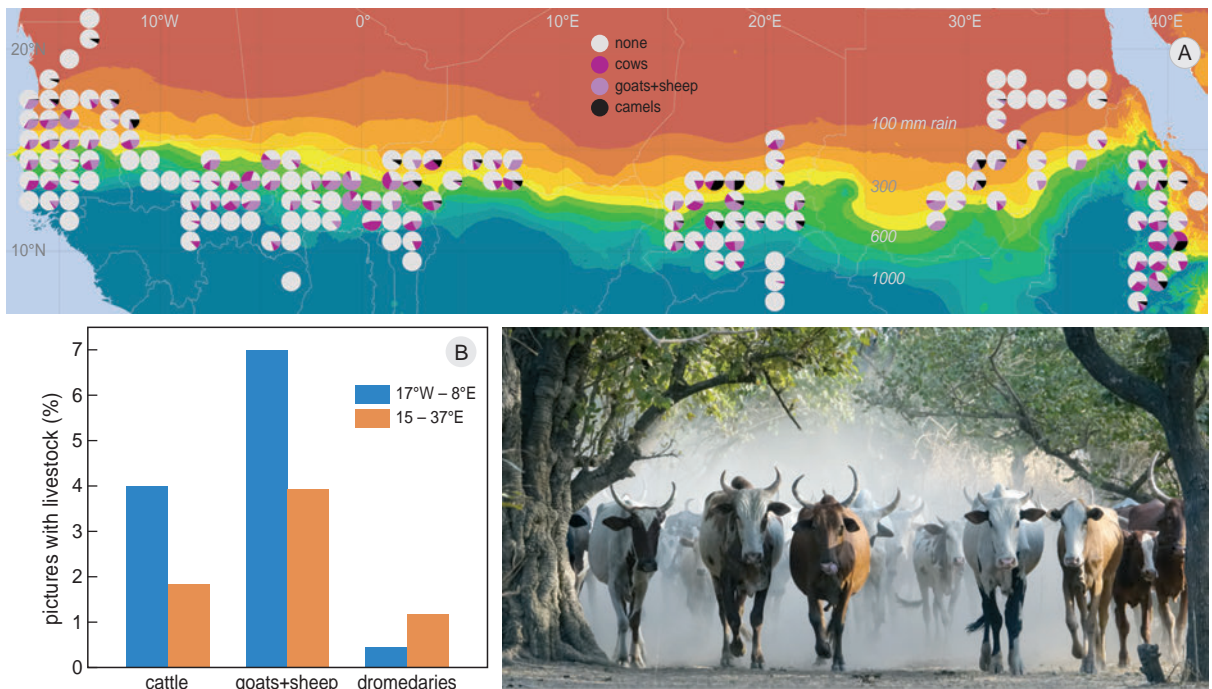 10°W
0°
10°E
20°E
30°E
40°E
20°N
A
none
cows
goats+sheep
camels
100 mm rain
300
10°N
600
1000
B
7
17°W – 8°E
6
15 – 37°E
5
4
3
2
1
0
pictures with livestock (%)
cattle
goats+sheep
dromedaries